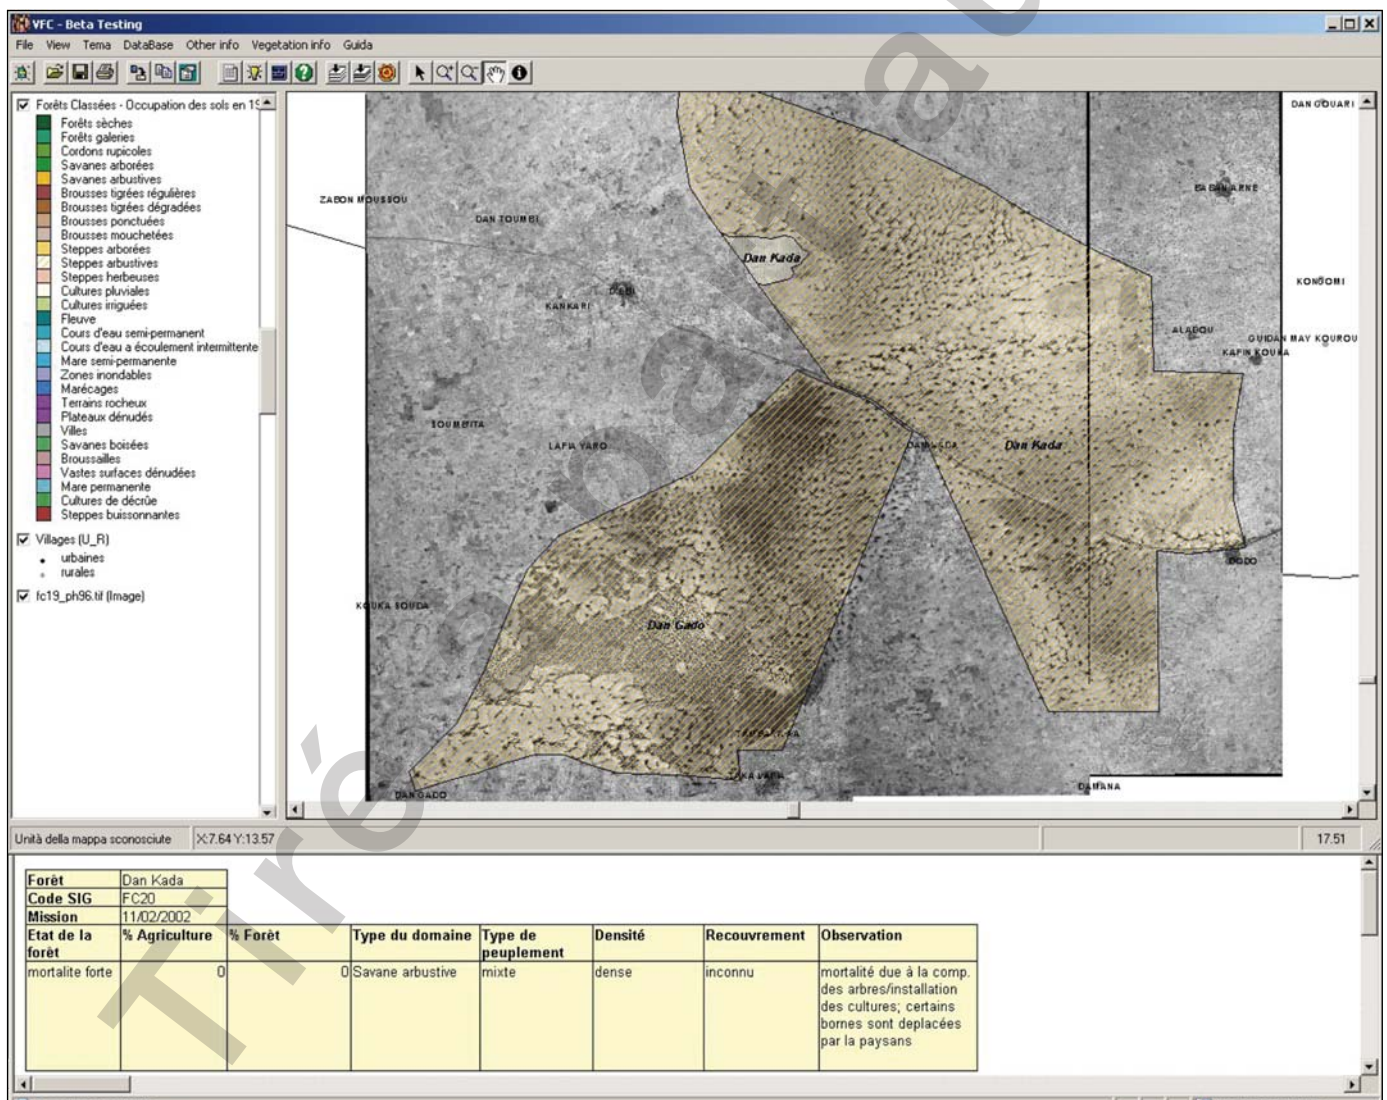 VFC - Beta Testing
File View Tema DataBase Other info Vegetation info Guida
Forêts Classées - Occupation des sols en 19
Forêts sèches
Forêts galeries
Cordons rupicoles
Savanes arborées
Savanes arbustives
Brousses tigrées régulières
Brousses tigrées dégradées
Brousses ponctuées
Brousses mouchetées
Steppes arborées
Steppes arbustives
Steppes herbeuses
Cultures pluviales
Cultures irriguées
Fleuve
Cours d'eau semi-permanent
Cours d'eau a écoulement intermittente
Mare semi-permanente
Zones inondables
Marécages
Terrains rocheux
Plateaux dénudés
Villes
Savanes boisées
Broussailles
Vastes surfaces dénudées
Mare permanente
Cultures de décrûe
Steppes buissonnantes
Villages (U_R)
urbaines
rurales
fc19_ph96.tif (Image)
DAN GOUARI
ZABON MOUSSOU
DAN TOUMBI
Dan Kada
KONGOMI
KANKARI
ALADOU
GUIDAN MAY KOUROU
KAFIN KOUKA
LAFIA YARO
Dan Kada
KOUKA SOUDA
Dan Gado
DOGO
DAN GADO
DAMANA
Unità della mappa sconosciute X:7.64 Y:13.57 17.51
Forêt Dan Kada
Code SIG FC20
Mission 11/02/2002
Etat de la forêt % Agriculture % Forêt Type du domaine Type de peuplement Densité Recouvrement Observation
mortalite forte 0 0 Savane arbustive mixte dense inconnu mortalité due à la comp.
des arbres/installation
des cultures; certains
bornes sont deplacées
par la paysans
Tiré